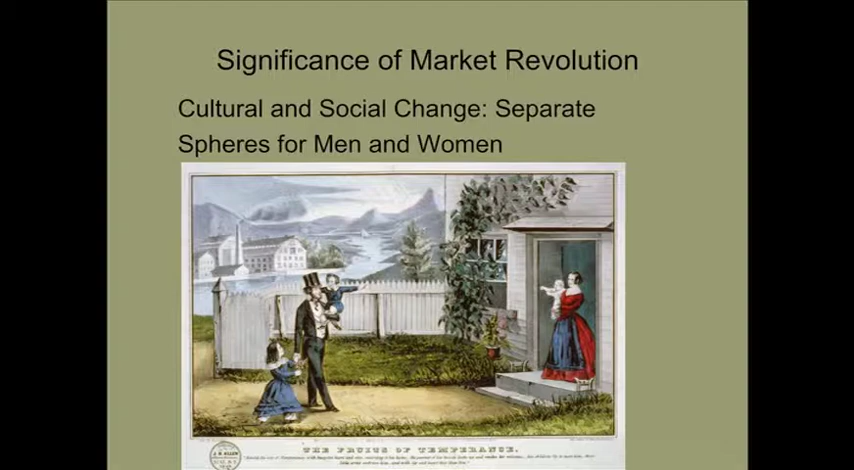 Significance of Market Revolution
Cultural and Social Change: Separate
Spheres for Men and Women
THE FRUITS OF TEMPERANCE.